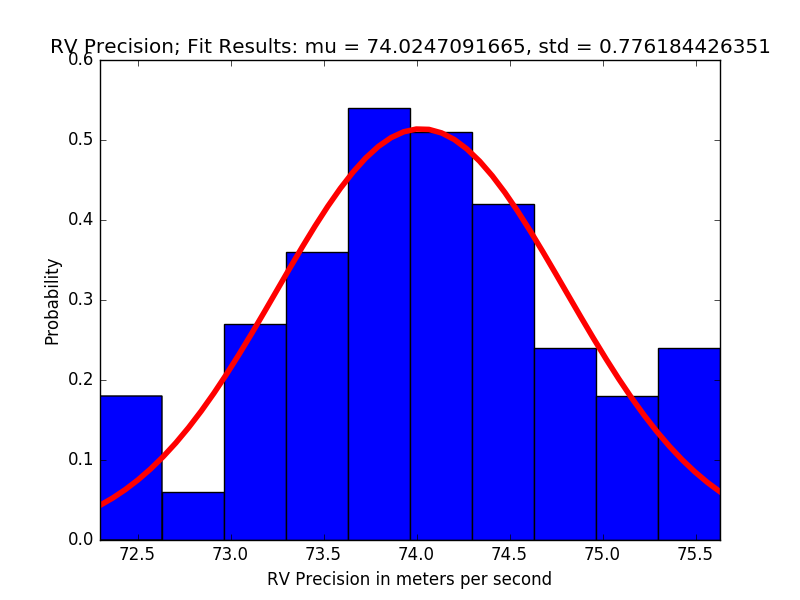 RV Precision; Fit Results: mu = 74.0247091665, std = 0.776184426351
0.6
0.5
0.4
0.3
0.2
0.1
0.0
Probability
72.5 73.0 73.5 74.0 74.5 75.0 75.5
RV Precision in meters per second